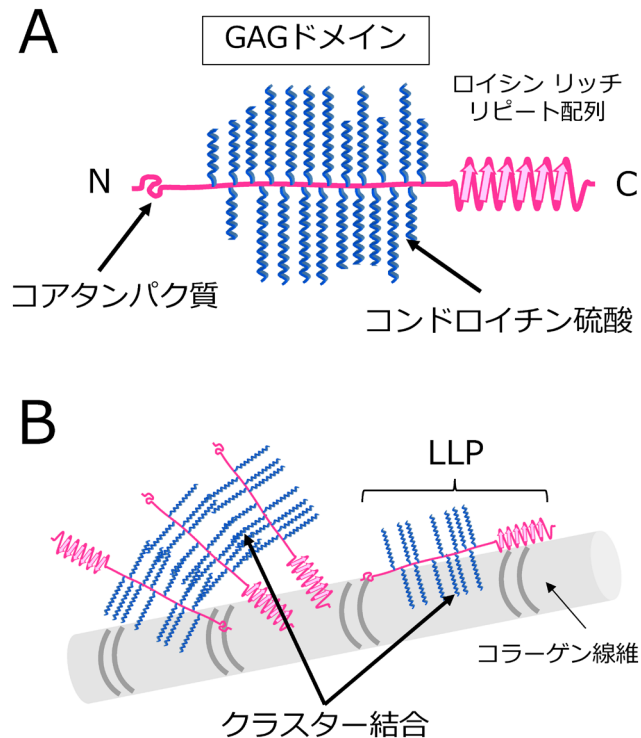 A
GAGドメイン
ロイシン リッチ
リピート配列
N
C
コアタンパク質
コンドロイチン硫酸
B
LLP
コラーゲン線維
クラスター結合